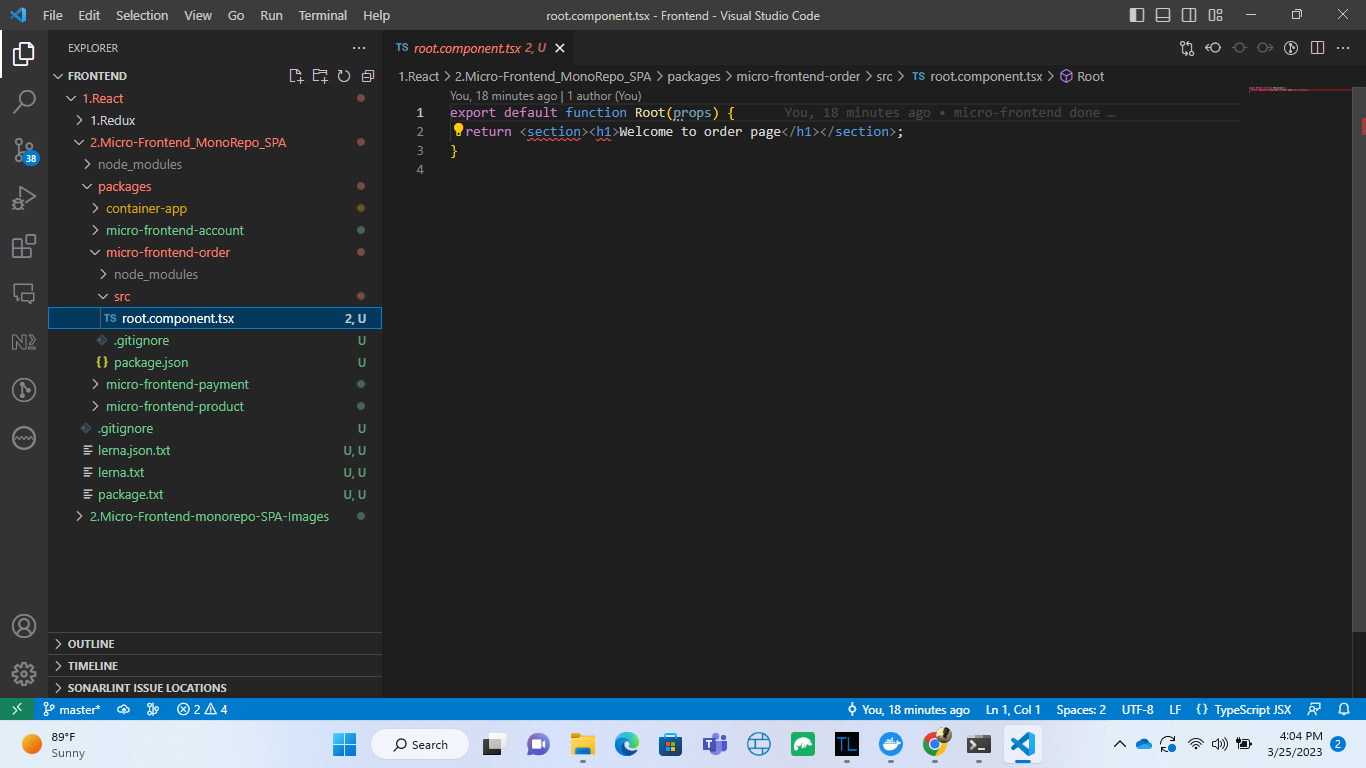 File Edit Selection View Go Run Terminal Help root.component.tsx - Frontend - Visual Studio Code
EXPLORER
FRONTEND
1.React
1.Redux
2.Micro-Frontend_MonoRepo_SPA
node_modules
packages
container-app
micro-frontend-account
micro-frontend-order
node_modules
src
TS root.component.tsx 2, U
.gitignore U
{} package.json U
micro-frontend-payment
micro-frontend-product
.gitignore U
lerna.json.txt U, U
lerna.txt U, U
package.txt U, U
2.Micro-Frontend-monorepo-SPA-Images
OUTLINE
TIMELINE
SONARLINT ISSUE LOCATIONS
38
TS root.component.tsx 2, U
1.React > 2.Micro-Frontend_MonoRepo_SPA > packages > micro-frontend-order > src > TS root.component.tsx > Root
You, 18 minutes ago | 1 author (You)
1 export default function Root(props) { You, 18 minutes ago • micro-frontend done …
2 return <section><h1>Welcome to order page</h1></section>;
3 }
4
master* 2 4 You, 18 minutes ago Ln 1, Col 1 Spaces: 2 UTF-8 LF {} TypeScript JSX
89°F
Sunny
Search
TL
4:04 PM
3/25/2023
2